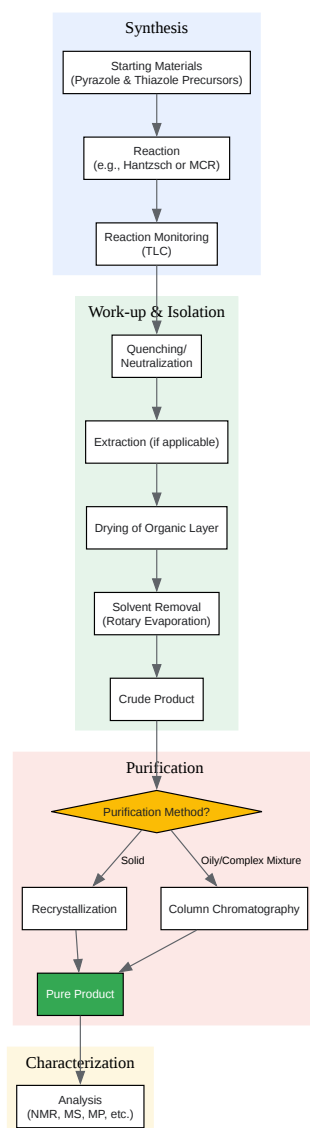 Synthesis
Starting Materials
(Pyrazole & Thiazole Precursors)
Reaction
(e.g., Hantzsch or MCR)
Reaction Monitoring
(TLC)
Work-up & Isolation
Quenching/
Neutralization
Extraction (if applicable)
Drying of Organic Layer
Solvent Removal
(Rotary Evaporation)
Crude Product
Purification
Purification Method?
Solid
Oily/Complex Mixture
Recrystallization
Column Chromatography
Pure Product
Characterization
Analysis
(NMR, MS, MP, etc.)